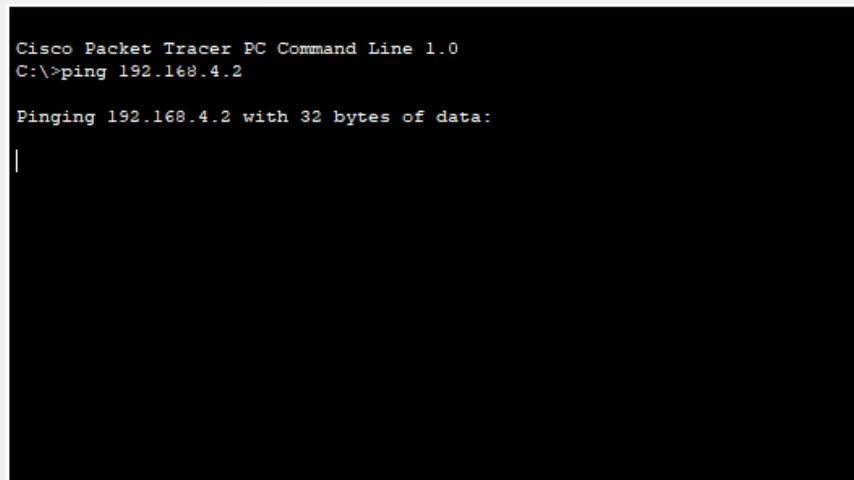 Cisco Packet Tracer PC Command Line 1.0
C:\>ping 192.168.4.2
Pinging 192.168.4.2 with 32 bytes of data: